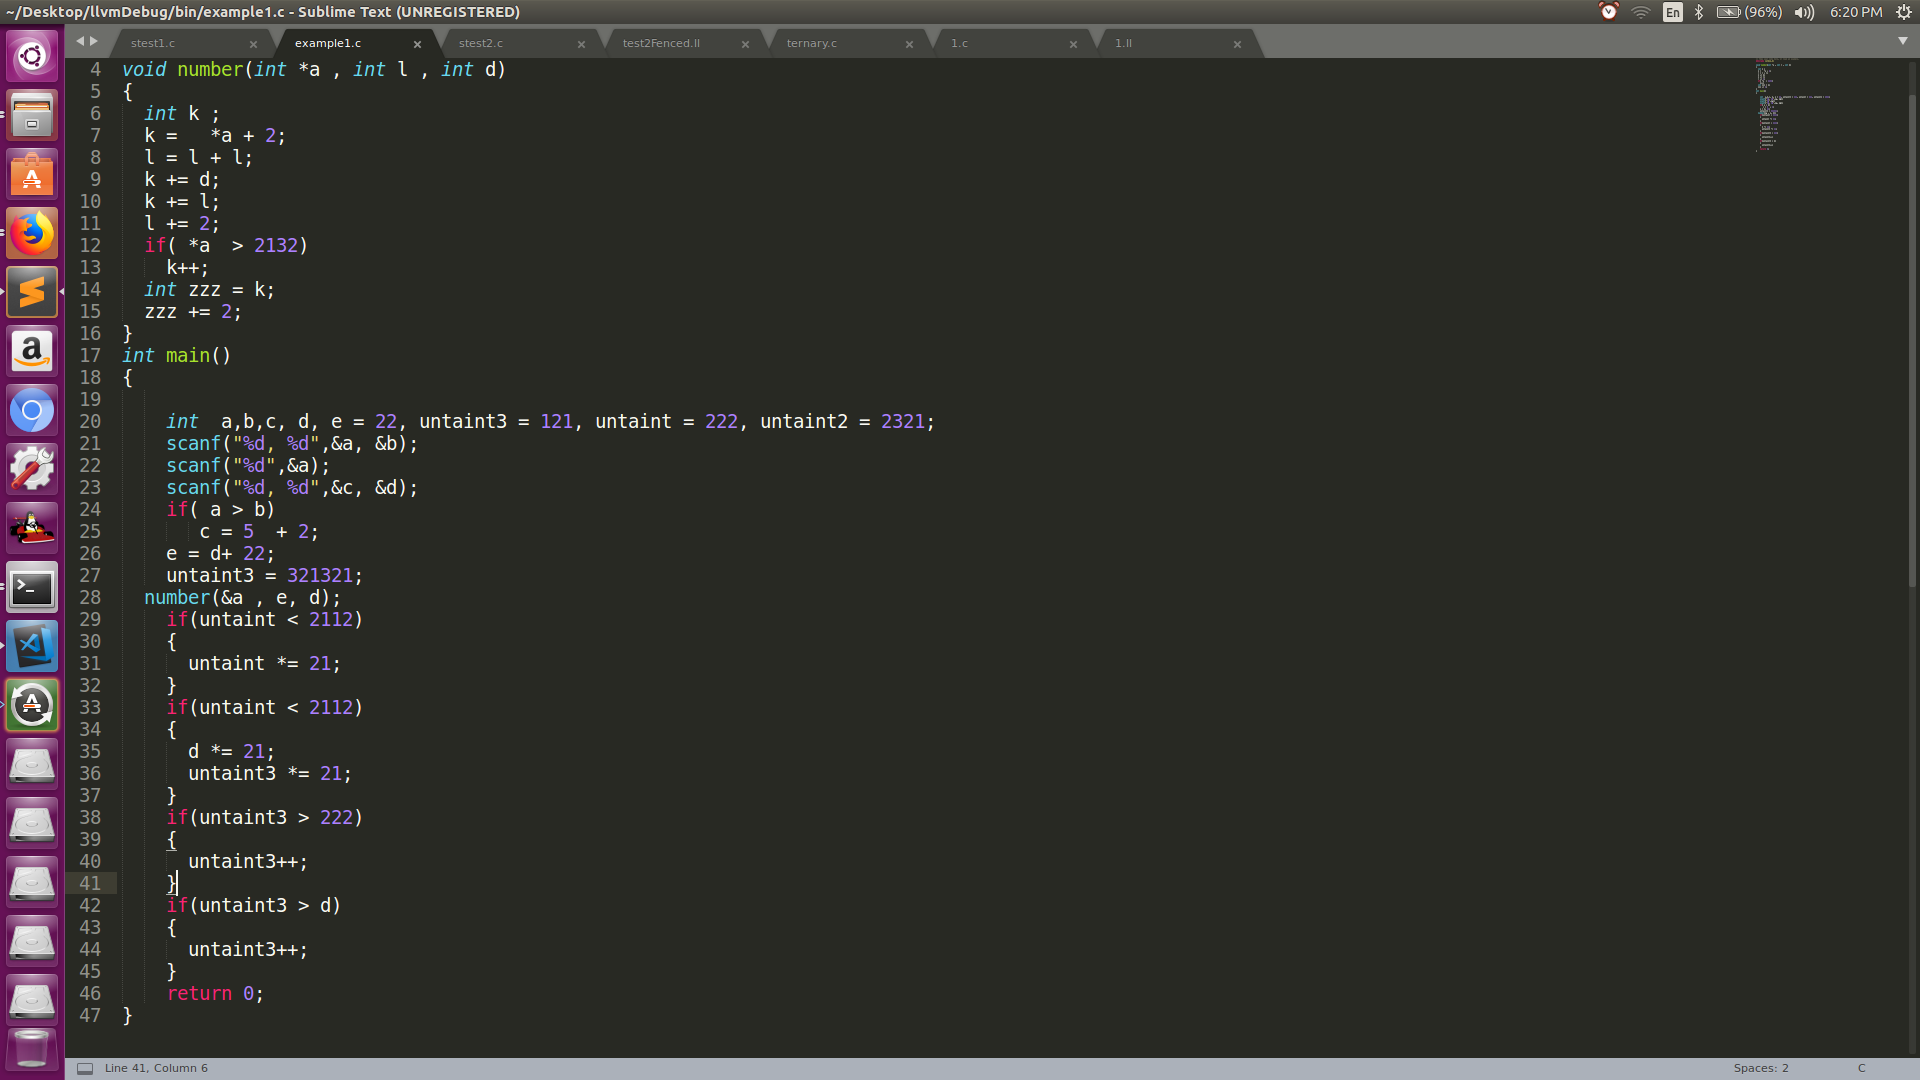 ~/Desktop/llvmDebug/bin/example1.c - Sublime Text (UNREGISTERED)
En (96%) 6:20 PM
stest1.c × example1.c × stest2.c × test2Fenced.ll × ternary.c × 1.c × 1.ll ×
4 void number(int *a , int l , int d)
5 {
6 int k ;
7 k =   *a + 2;
8 l = l + l;
9 k += d;
10 k += l;
11 l += 2;
12 if( *a  > 2132)
13 k++;
14 int zzz = k;
15 zzz += 2;
16 }
17 int main()
18 {
19
20 int  a,b,c, d, e = 22, untaint3 = 121, untaint = 222, untaint2 = 2321;
21 scanf("%d, %d",&a, &b);
22 scanf("%d",&a);
23 scanf("%d, %d",&c, &d);
24 if( a > b)
25 c = 5  + 2;
26 e = d+ 22;
27 untaint3 = 321321;
28 number(&a , e, d);
29 if(untaint < 2112)
30 {
31 untaint *= 21;
32 }
33 if(untaint < 2112)
34 {
35 d *= 21;
36 untaint3 *= 21;
37 }
38 if(untaint3 > 222)
39 {
40 untaint3++;
41 }
42 if(untaint3 > d)
43 {
44 untaint3++;
45 }
46 return 0;
47 }
Line 41, Column 6 Spaces: 2 C